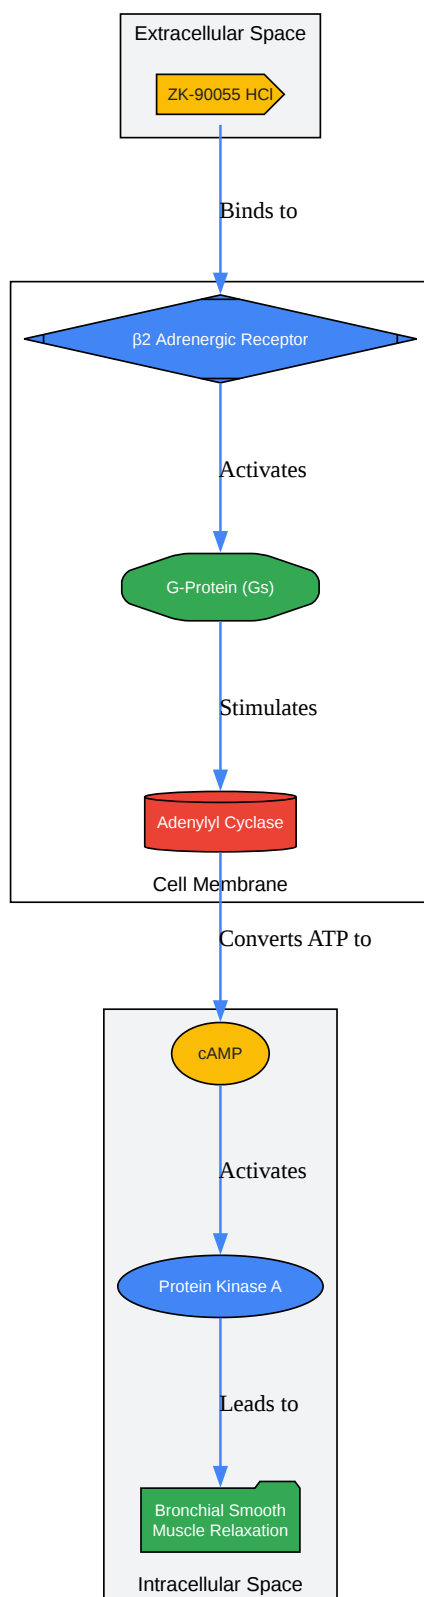 Extracellular Space
ZK-90055 HCl
Binds to
β2 Adrenergic Receptor
Activates
G-Protein (Gs)
Stimulates
Adenylyl Cyclase
Cell Membrane
Converts ATP to
cAMP
Activates
Protein Kinase A
Leads to
Bronchial Smooth
Muscle Relaxation
Intracellular Space